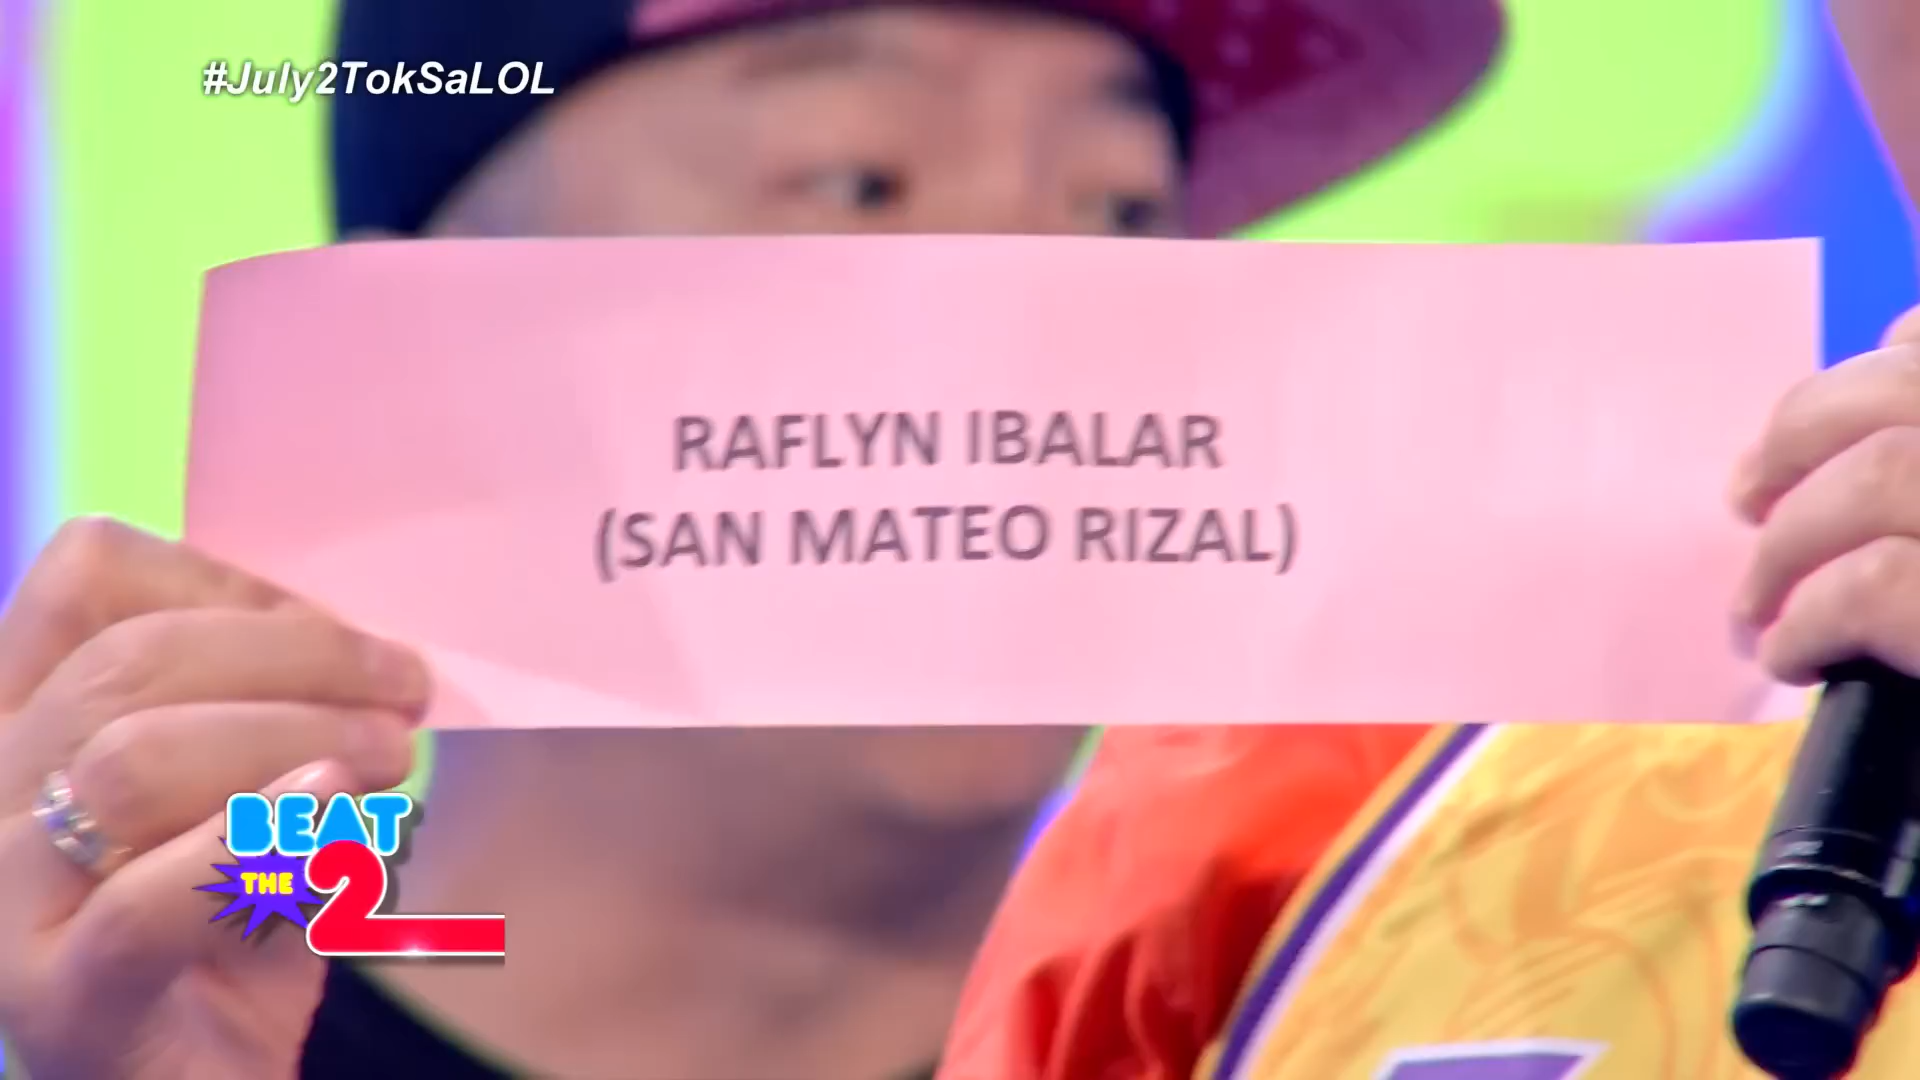 #July2TokSaLOL
RAFLYN IBALAR
(SAN MATEO RIZAL)
BEAT
THE 2